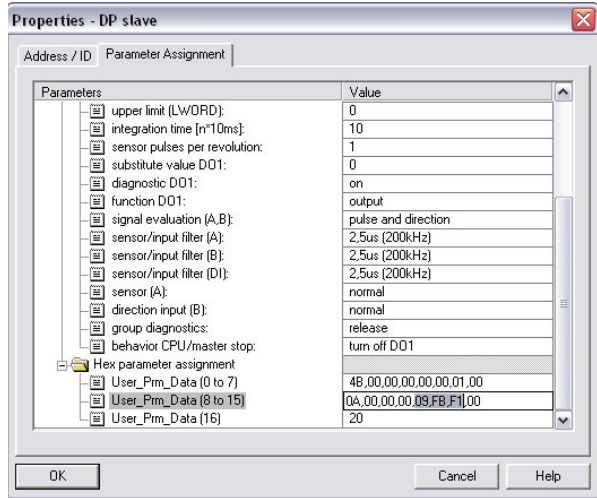 Properties - DP slave
Address / ID Parameter Assignment
Parameters Value
upper limit (LWORD): 0
integration time [n*10ms]: 10
sensor pulses per revolution: 1
substitute value DO1: 0
diagnostic DO1: on
function DO1: output
signal evaluation (A,B): pulse and direction
sensor/input filter (A): 2,5us (200kHz)
sensor/input filter (B): 2,5us (200kHz)
sensor/input filter (DI): 2,5us (200kHz)
sensor (A): normal
direction input (B): normal
group diagnostics: release
behavior CPU/master stop: turn off DO1
Hex parameter assignment
User_Prm_Data (0 to 7) 4B,00,00,00,00,00,01,00
User_Prm_Data (8 to 15) 0A,00,00,00,09,FB,F1,00
User_Prm_Data (16) 20
OK Cancel Help